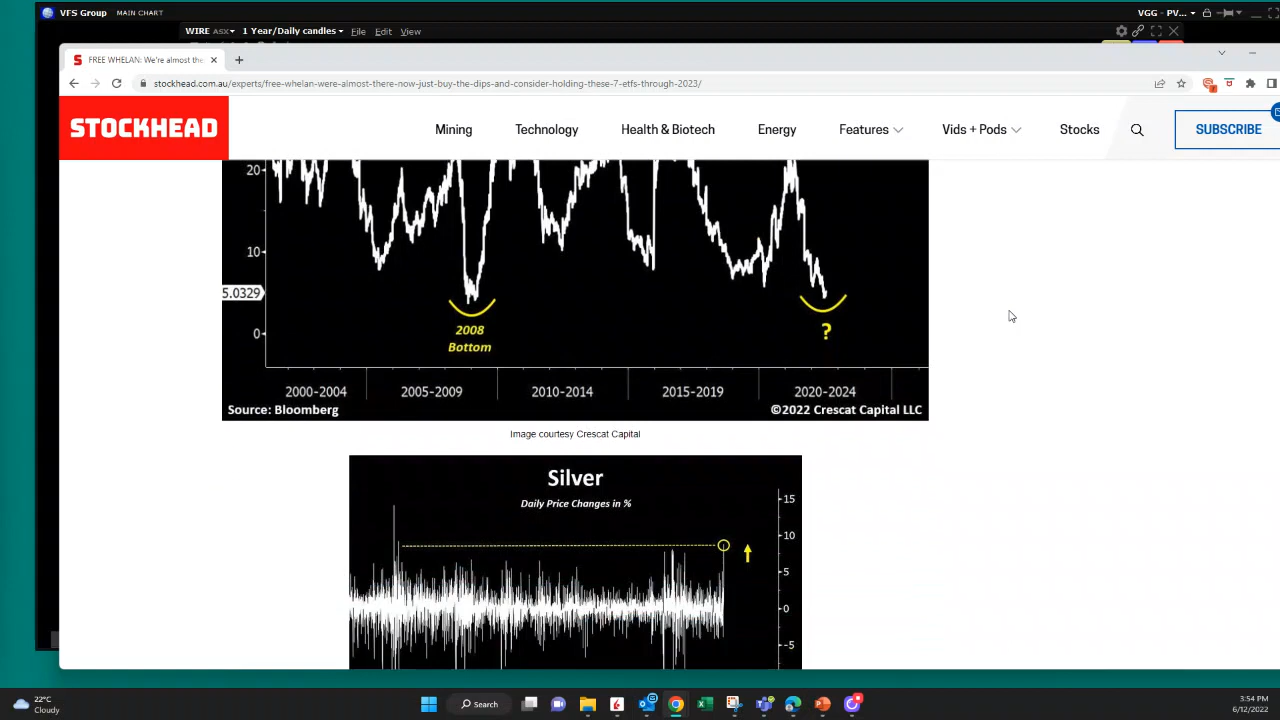 VFS Group MAIN CHART
VGG - PV...
WIRE ASX 1 Year/Daily candles File Edit View
FREE WHELAN: We're almost the
stockhead.com.au/experts/free-whelan-were-almost-there-now-just-buy-the-dips-and-consider-holding-these-7-etfs-through-2023/
STOCKHEAD
Mining Technology Health & Biotech Energy Features Vids + Pods Stocks
SUBSCRIBE
20
10
5.0329
0
2008
Bottom
?
2000-2004 2005-2009 2010-2014 2015-2019 2020-2024
Source: Bloomberg ©2022 Crescat Capital LLC
Image courtesy Crescat Capital
Silver
Daily Price Changes in %
15
10
5
0
-5
22°C
Cloudy
Search
3:54 PM
6/12/2022